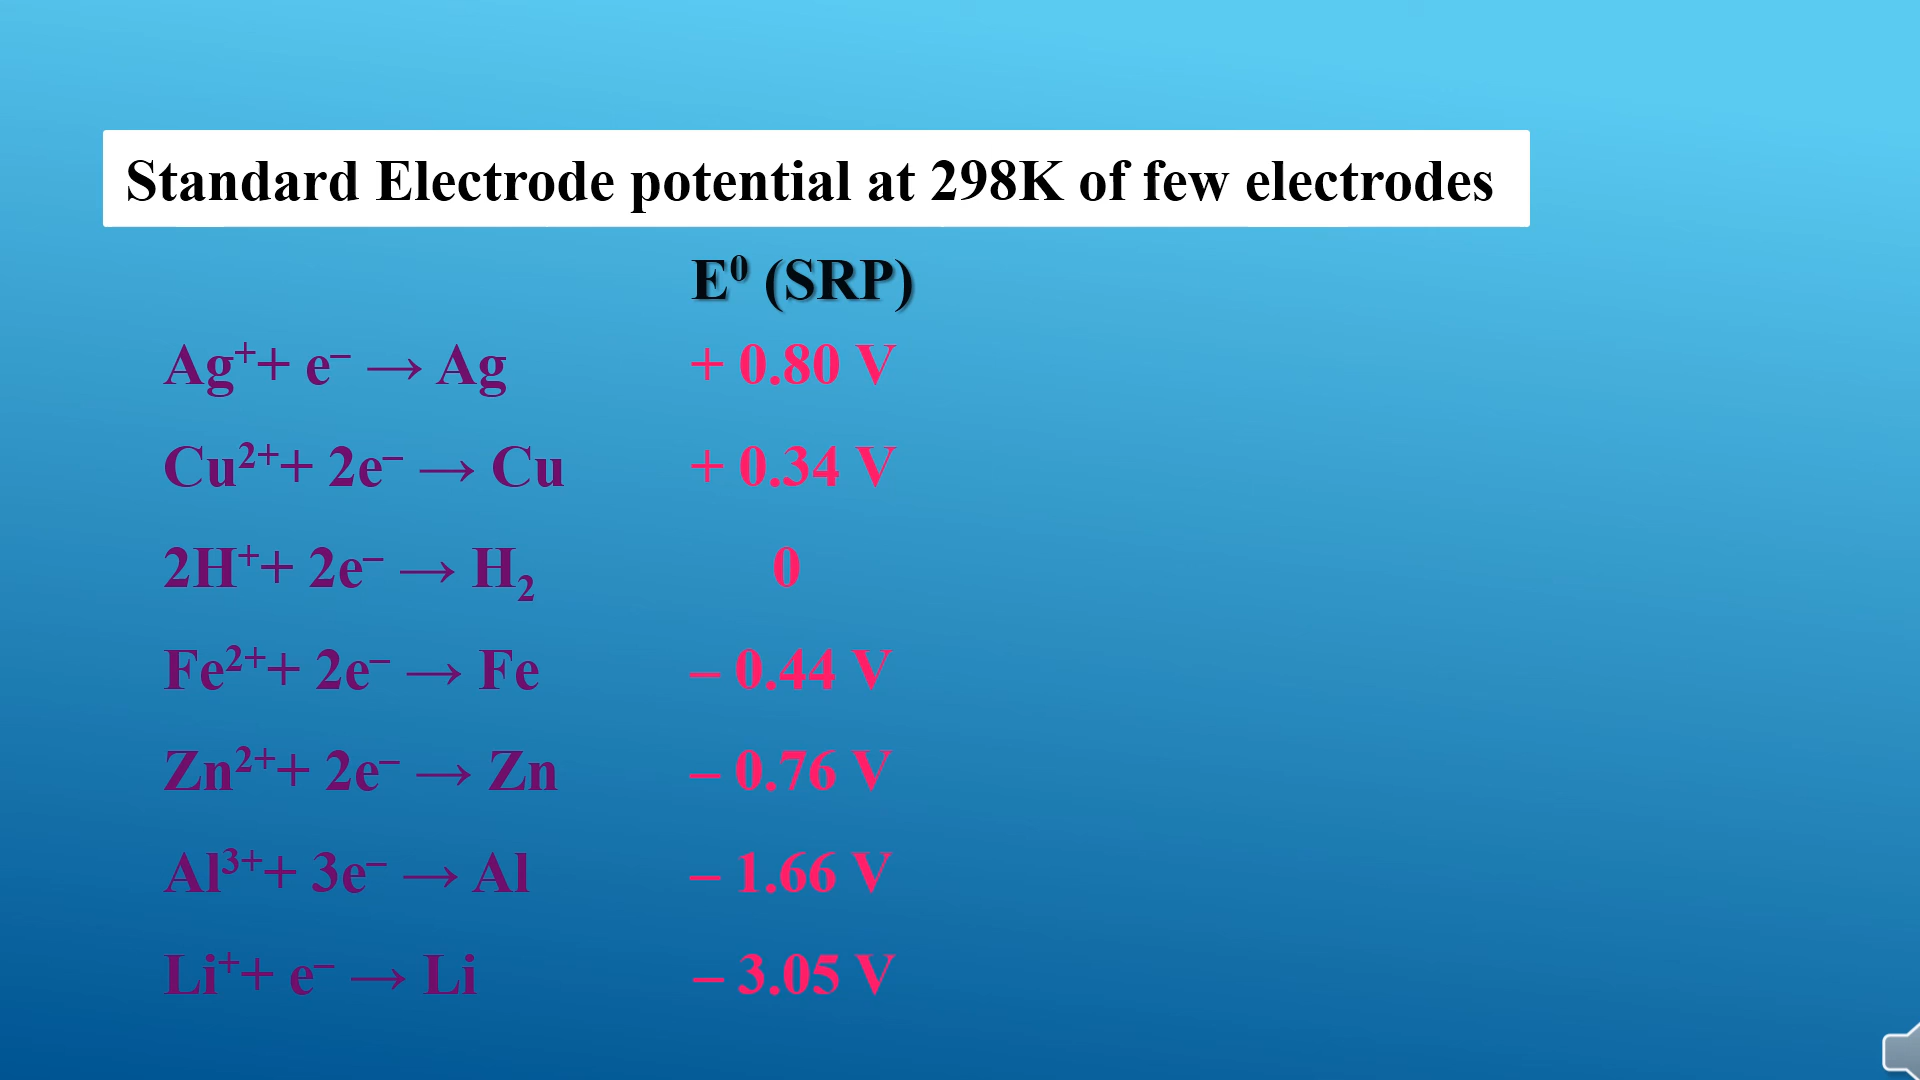 Standard Electrode potential at 298K of few electrodes
E⁰ (SRP)
Ag⁺+ e⁻ → Ag + 0.80 V
Cu²⁺+ 2e⁻ → Cu + 0.34 V
2H⁺+ 2e⁻ → H₂ 0
Fe²⁺+ 2e⁻ → Fe – 0.44 V
Zn²⁺+ 2e⁻ → Zn – 0.76 V
Al³⁺+ 3e⁻ → Al – 1.66 V
Li⁺+ e⁻ → Li – 3.05 V